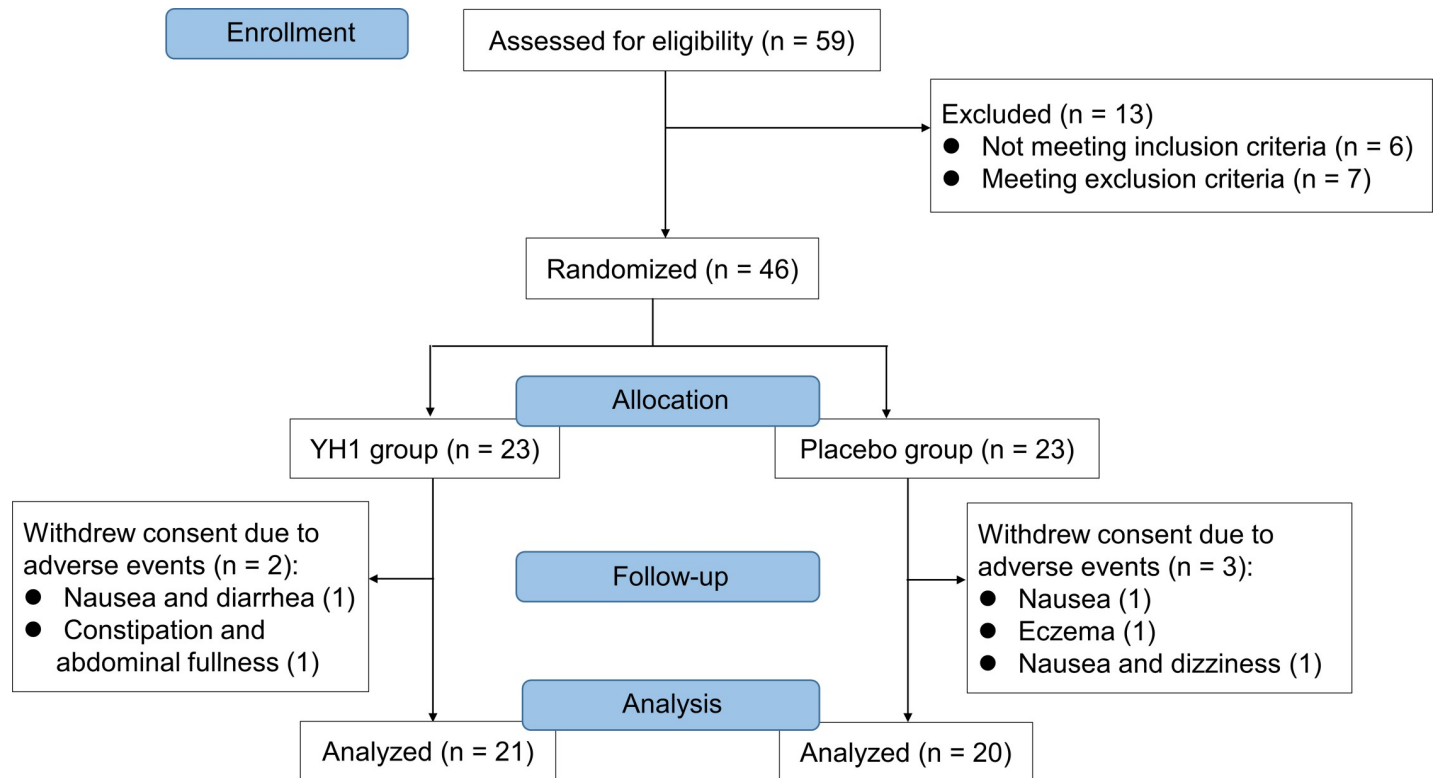 Enrollment
Assessed for eligibility (n = 59)
Excluded (n = 13)
● Not meeting inclusion criteria (n = 6)
● Meeting exclusion criteria (n = 7)
Randomized (n = 46)
Allocation
YH1 group (n = 23)
Placebo group (n = 23)
Withdrew consent due to
adverse events (n = 2):
● Nausea and diarrhea (1)
● Constipation and
abdominal fullness (1)
Follow-up
Withdrew consent due to
adverse events (n = 3):
● Nausea (1)
● Eczema (1)
● Nausea and dizziness (1)
Analysis
Analyzed (n = 21)
Analyzed (n = 20)